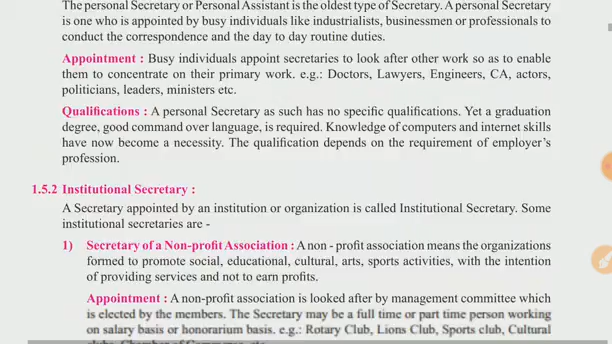 The personal Secretary or Personal Assistant is the oldest type of Secretary. A personal Secretary
is one who is appointed by busy individuals like industrialists, businessmen or professionals to
conduct the correspondence and the day to day routine duties.
Appointment : Busy individuals appoint secretaries to look after other work so as to enable
them to concentrate on their primary work. e.g.: Doctors, Lawyers, Engineers, CA, actors,
politicians, leaders, ministers etc.
Qualifications : A personal Secretary as such has no specific qualifications. Yet a graduation
degree, good command over language, is required. Knowledge of computers and internet skills
have now become a necessity. The qualification depends on the requirement of employer's
profession.
1.5.2 Institutional Secretary :
A Secretary appointed by an institution or organization is called Institutional Secretary. Some
institutional secretaries are -
1) Secretary of a Non-profit Association : A non - profit association means the organizations
formed to promote social, educational, cultural, arts, sports activities, with the intention
of providing services and not to earn profits.
Appointment : A non-profit association is looked after by management committee which
is elected by the members. The Secretary may be a full time or part time person working
on salary basis or honorarium basis. e.g.: Rotary Club, Lions Club, Sports club, Cultural